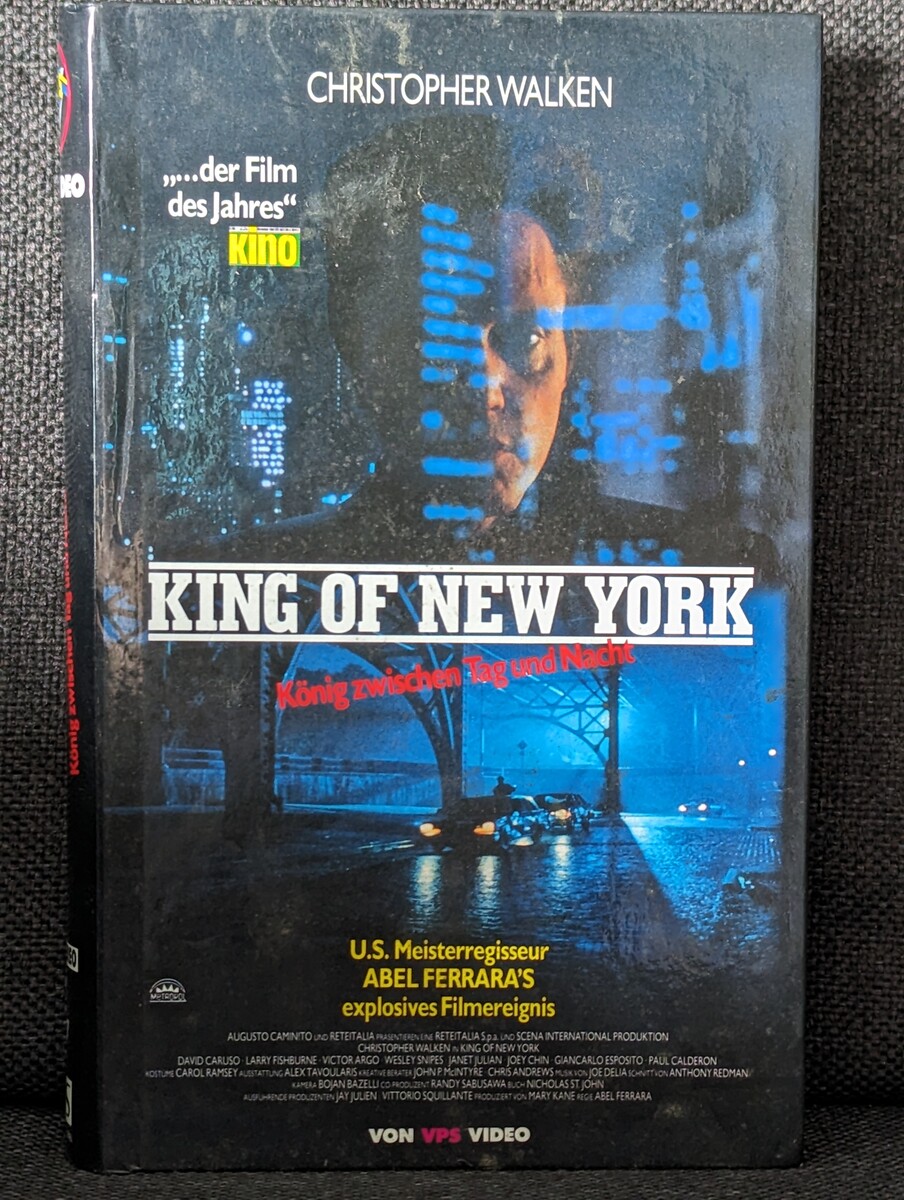 CHRISTOPHER WALKEN
„...der Film
des Jahres“
kino
KING OF NEW YORK
König zwischen Tag und Nacht
U.S. Meisterregisseur
ABEL FERRARA'S
explosives Filmereignis
METROPOL
AUGUSTO CAMINITO UND RETEITALIA PRÄSENTIEREN EINE RETEITALIA S.p.a. UND SCENA INTERNATIONAL PRODUKTION
CHRISTOPHER WALKEN IN KING OF NEW YORK
DAVID CARUSO · LARRY FISHBURNE · VICTOR ARGO · WESLEY SNIPES · JANET JULIAN · JOEY CHIN · GIANCARLO ESPOSITO · PAUL CALDERON
KOSTÜME CAROL RAMSEY AUSSTATTUNG ALEX TAVOULARIS KREATIVE BERATER JOHN P. McINTYRE · CHRIS ANDREWS MUSIK VON JOE DELIA SCHNITT VON ANTHONY REDMAN
KAMERA BOJAN BAZELLI CO-PRODUZENT RANDY SABUSAWA BUCH NICHOLAS ST. JOHN
AUSFÜHRENDE PRODUZENTEN JAY JULIEN · VITTORIO SQUILLANTE PRODUZIERT VON MARY KANE REGIE ABEL FERRARA
VON VPS VIDEO
König zwischen Tag und